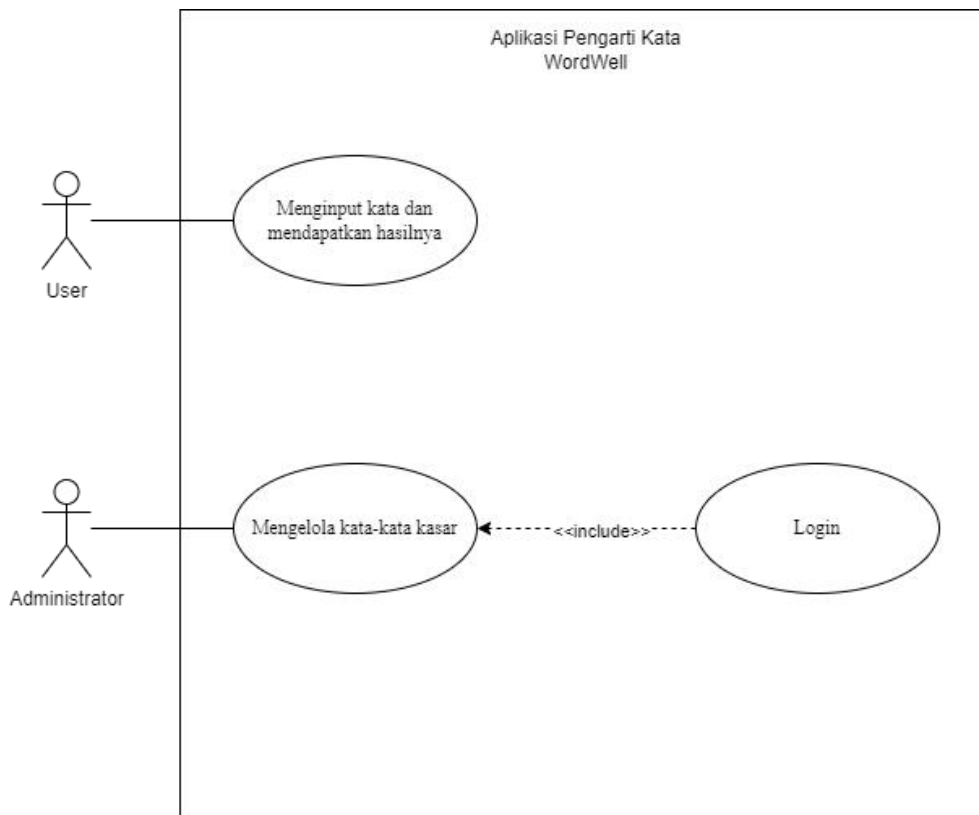 Aplikasi Pengarti Kata
WordWell
Menginput kata dan
mendapatkan hasilnya
User
Mengelola kata-kata kasar
<<include>>
Login
Administrator